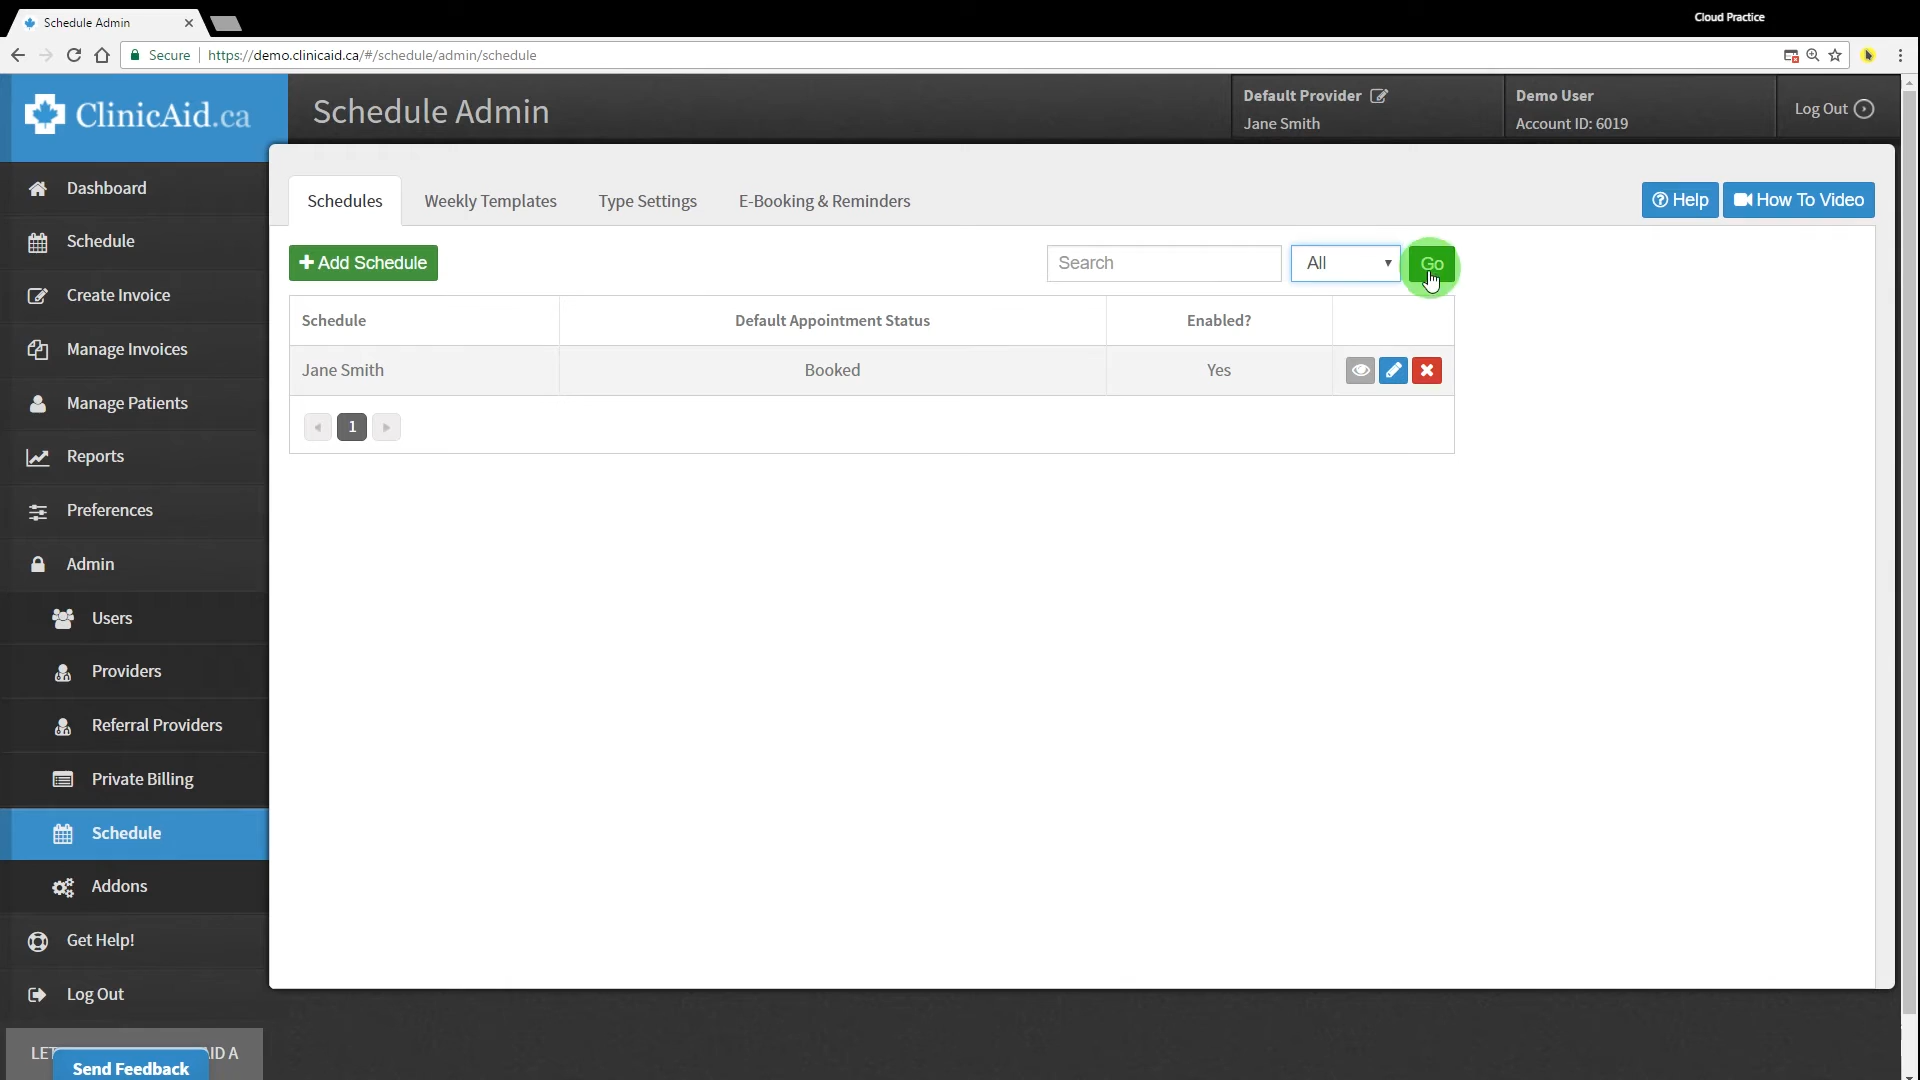 Schedule Admin
Cloud Practice
Secure https://demo.clinicaid.ca/#/schedule/admin/schedule
ClinicAid.ca
Schedule Admin
Default Provider
Jane Smith
Demo User
Account ID: 6019
Log Out
Dashboard
Schedule
Create Invoice
Manage Invoices
Manage Patients
Reports
Preferences
Admin
Users
Providers
Referral Providers
Private Billing
Schedule
Addons
Get Help!
Log Out
Send Feedback
Schedules Weekly Templates Type Settings E-Booking & Reminders
Help How To Video
Add Schedule
Search All Go
Schedule Default Appointment Status Enabled?
Jane Smith Booked Yes
1